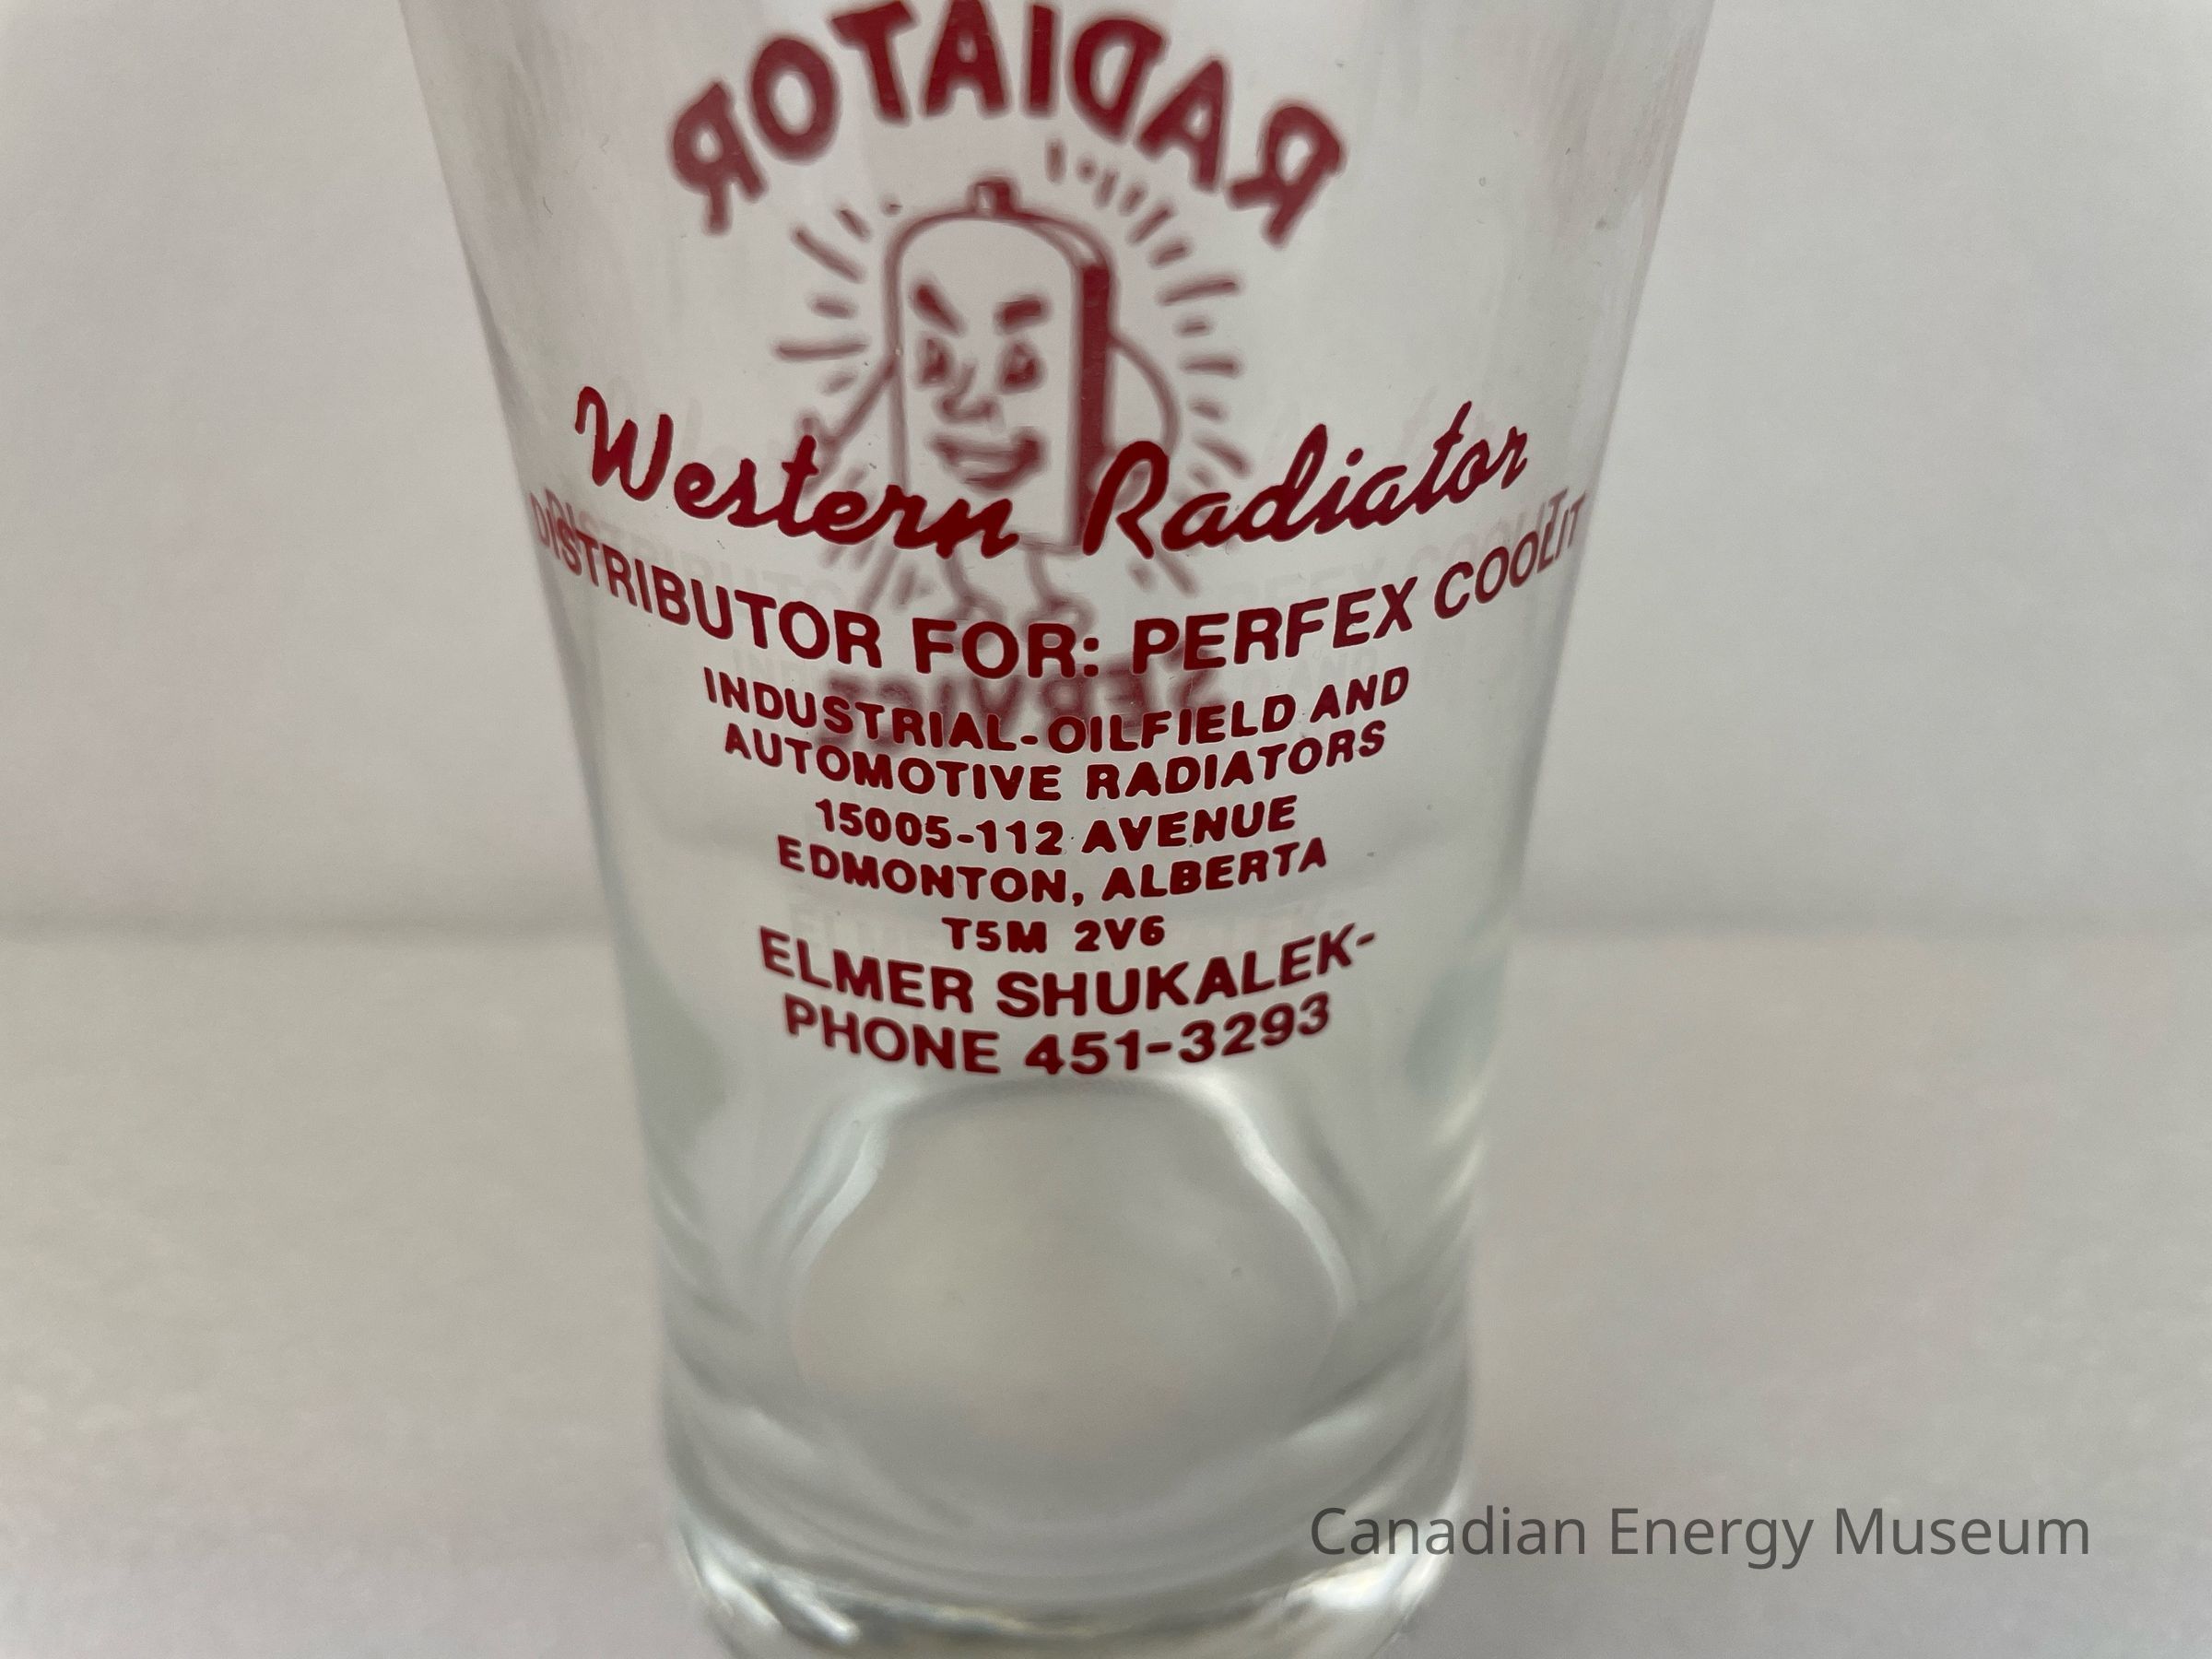 RADIATOR
Western Radiator
DISTRIBUTOR FOR: PERFEX COOLIT
SERVICE
INDUSTRIAL-OILFIELD AND
AUTOMOTIVE RADIATORS
15005-112 AVENUE
EDMONTON, ALBERTA
T5M 2V6
ELMER SHUKALEK-
PHONE 451-3293
Canadian Energy Museum